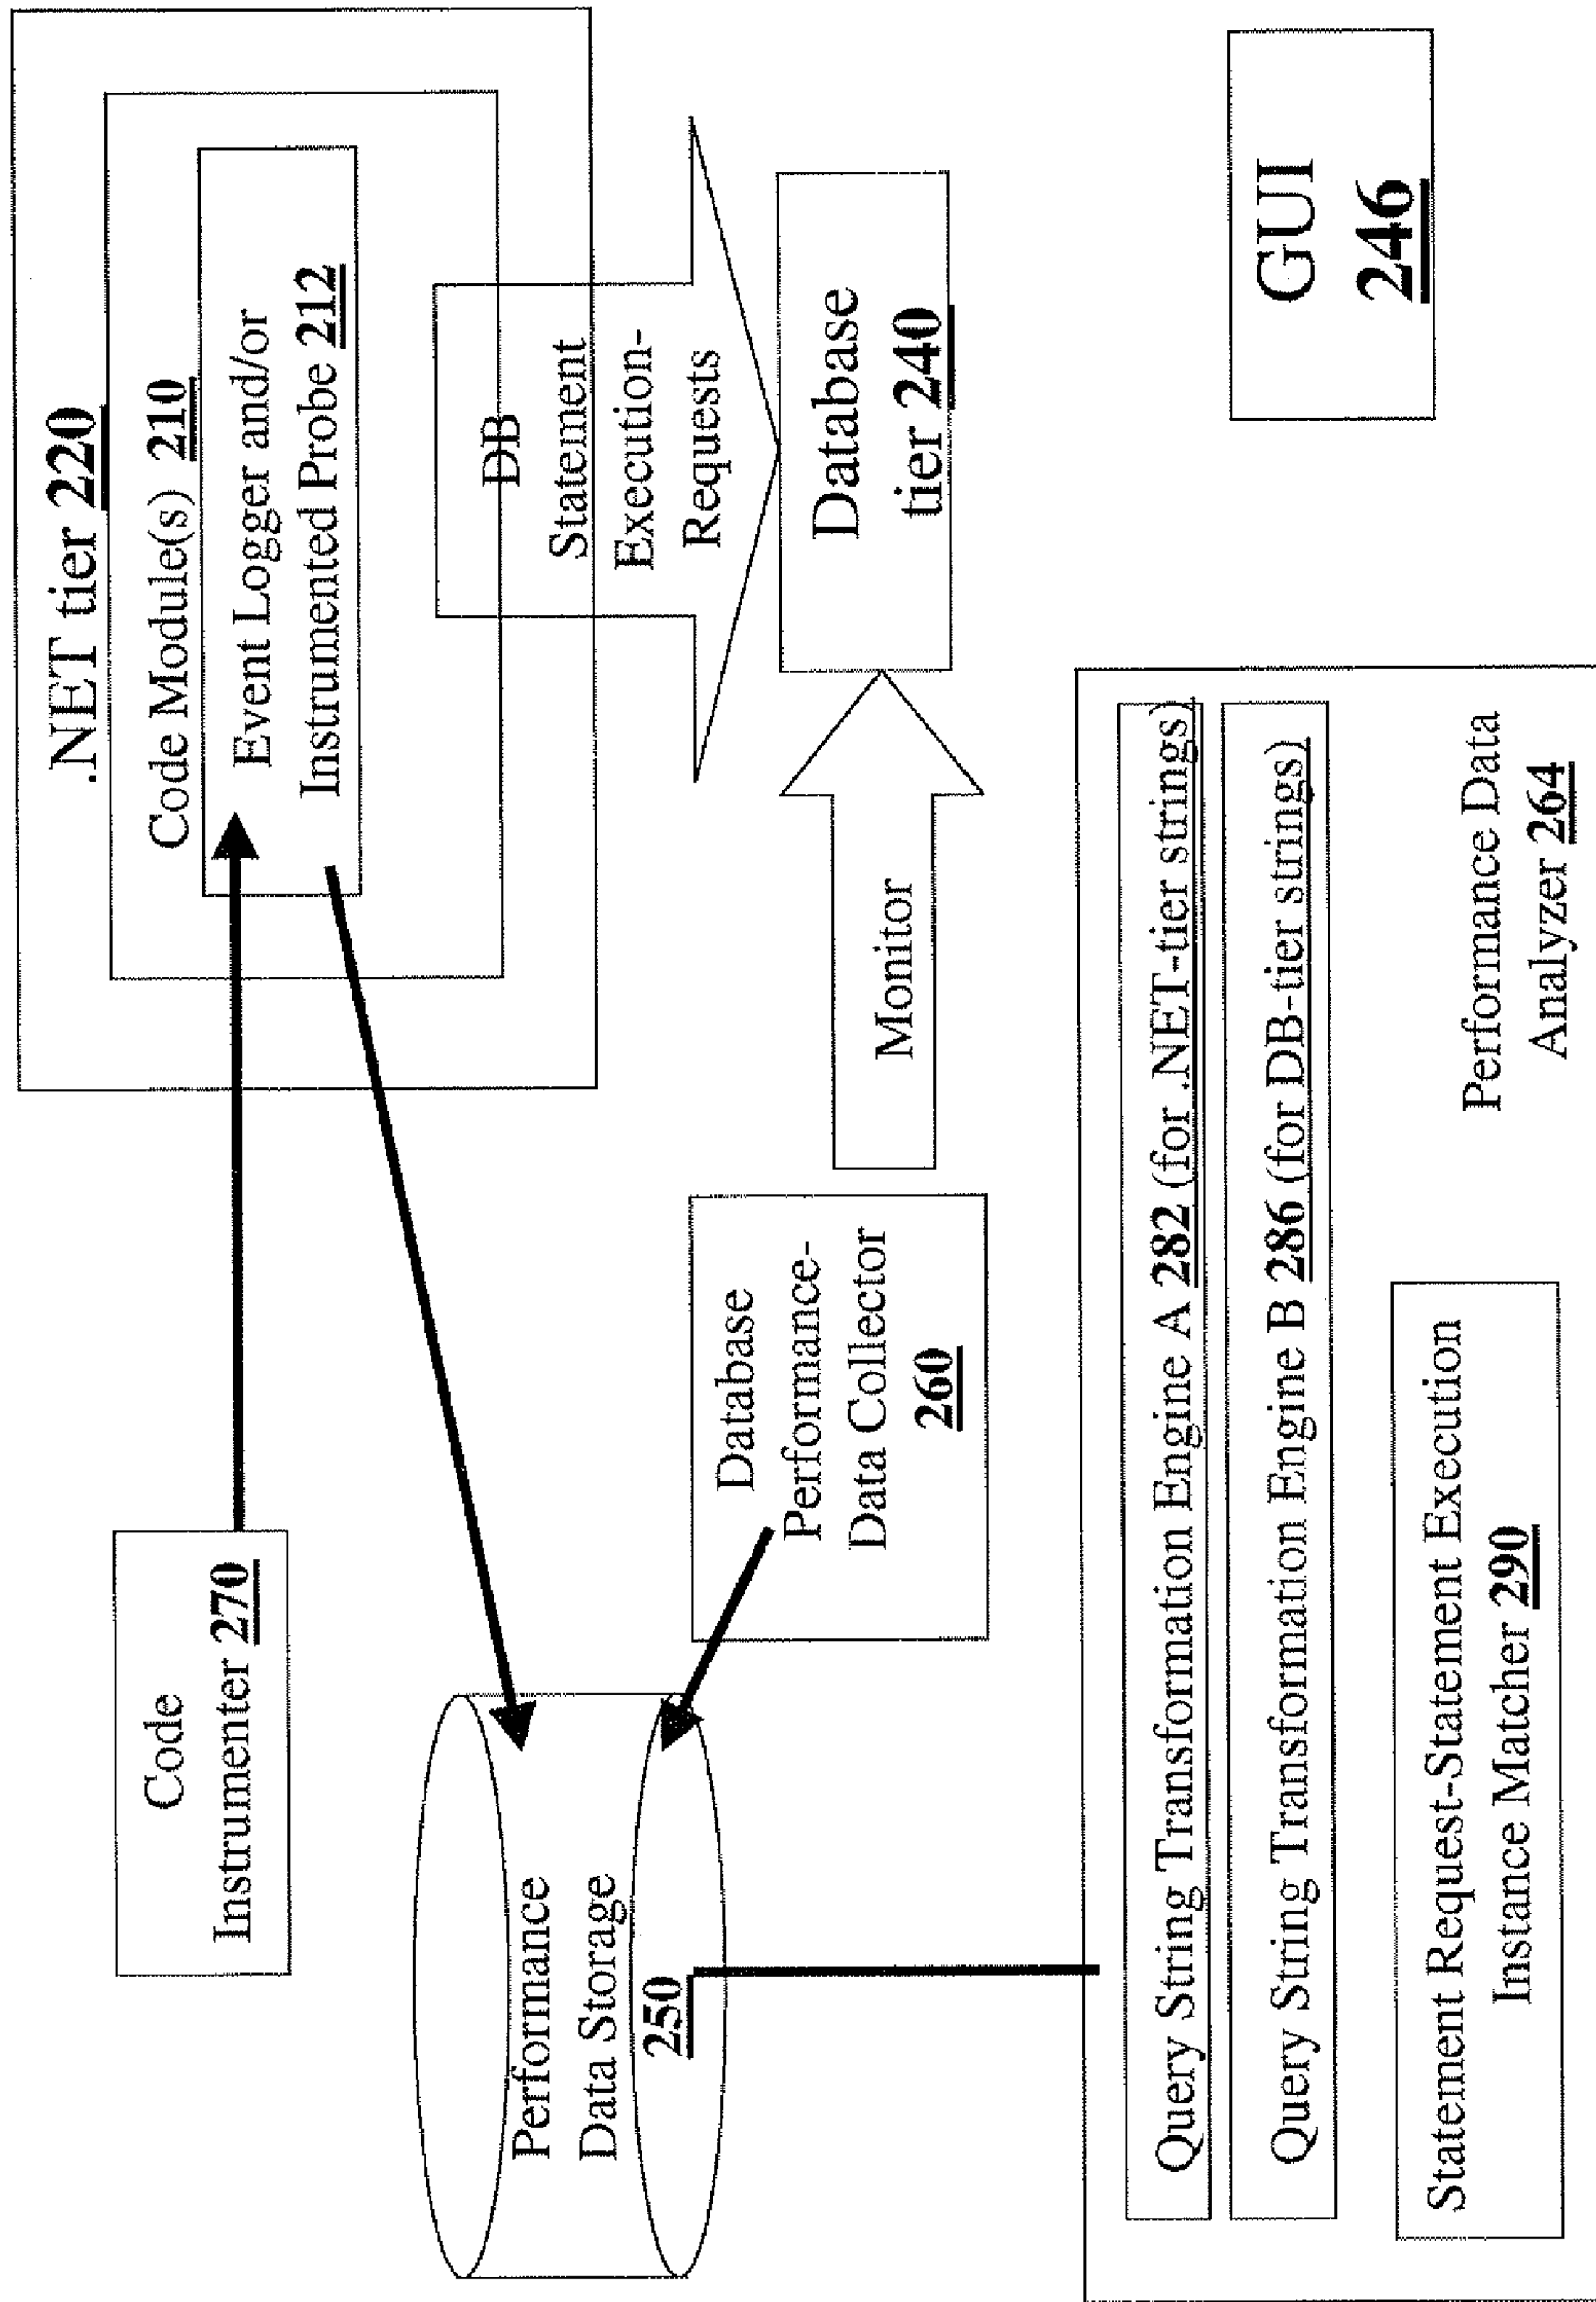 .NET tier 220
Code Module(s) 210
Event Logger and/or
Instrumented Probe 212
Code
Instrumenter 270
DB
Statement
Execution-
Requests
Performance
Data Storage
250
Database
Performance-
Data Collector
260
Monitor
Database
tier 240
Query String Transformation Engine A 282 (for .NET-tier strings)
Query String Transformation Engine B 286 (for DB-tier strings)
Statement Request-Statement Execution
Instance Matcher 290
Performance Data
Analyzer 264
GUI
246